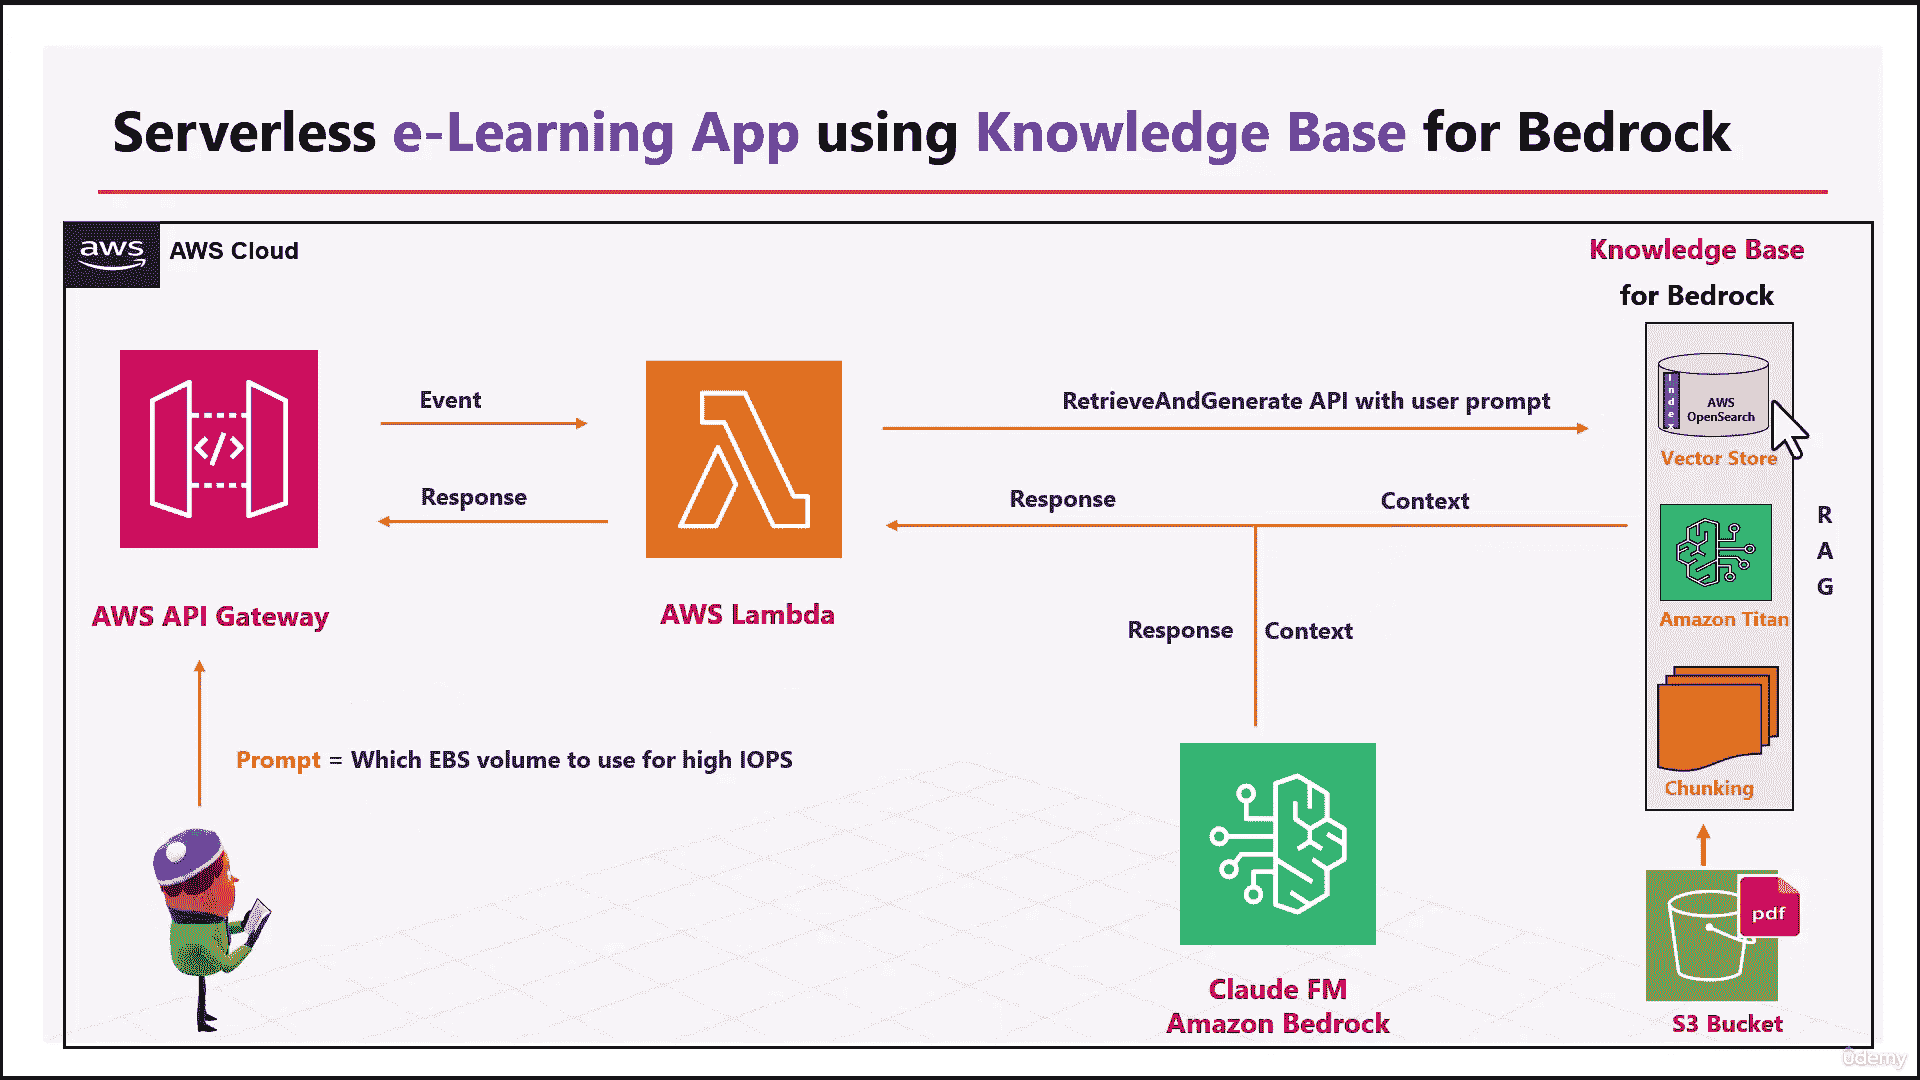 Serverless e-Learning App using Knowledge Base for Bedrock
aws
AWS Cloud
Knowledge Base
for Bedrock
Event
RetrieveAndGenerate API with user prompt
Index
AWS
OpenSearch
Vector Store
Response
Response
Context
R
A
G
AWS API Gateway
AWS Lambda
Response
Context
Amazon Titan
Prompt = Which EBS volume to use for high IOPS
Chunking
pdf
Claude FM
Amazon Bedrock
S3 Bucket
udemy